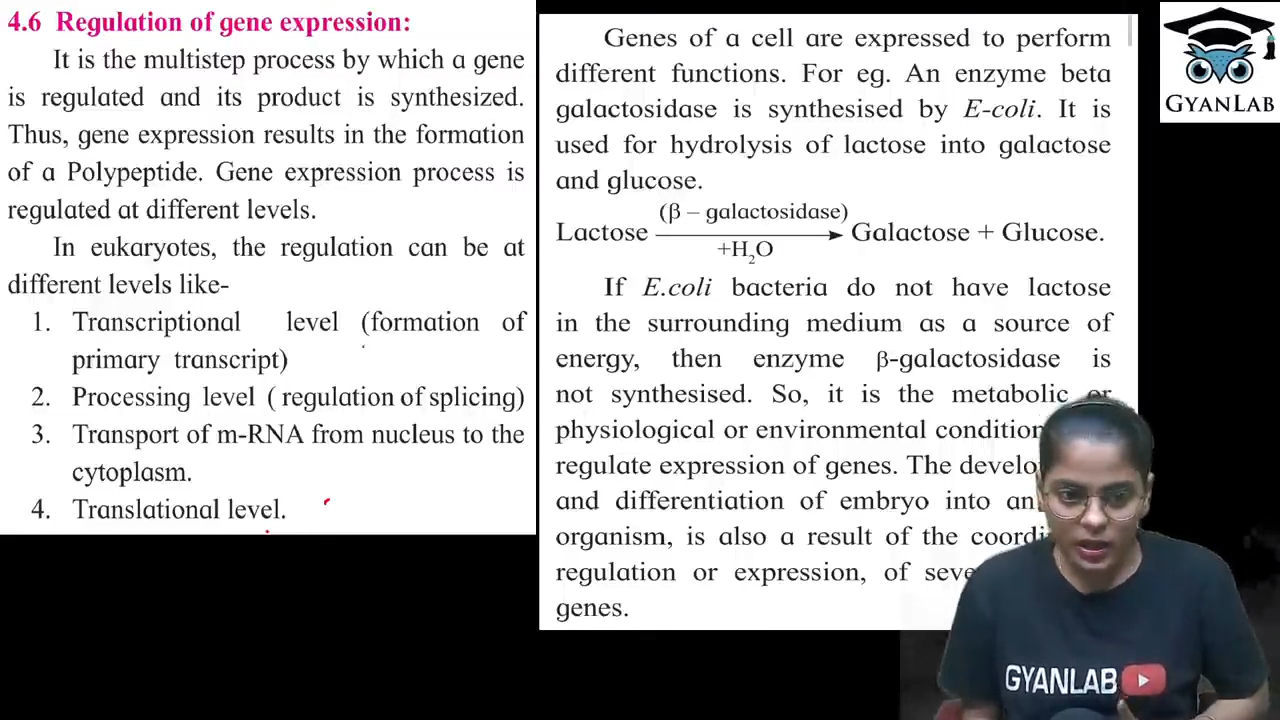 4.6 Regulation of gene expression:
It is the multistep process by which a gene
is regulated and its product is synthesized.
Thus, gene expression results in the formation
of a Polypeptide. Gene expression process is
regulated at different levels.
In eukaryotes, the regulation can be at
different levels like-
1. Transcriptional level (formation of
primary transcript)
2. Processing level ( regulation of splicing)
3. Transport of m-RNA from nucleus to the
cytoplasm.
4. Translational level.
Genes of a cell are expressed to perform
different functions. For eg. An enzyme beta
galactosidase is synthesised by E-coli. It is
used for hydrolysis of lactose into galactose
and glucose.
(β – galactosidase)
Lactose → Galactose + Glucose.
+H₂O
If E.coli bacteria do not have lactose
in the surrounding medium as a source of
energy, then enzyme β-galactosidase is
not synthesised. So, it is the metabolic or
physiological or environmental condition
regulate expression of genes. The develo
and differentiation of embryo into an
organism, is also a result of the coordi
regulation or expression, of seve
genes.
GYANLAB
GYANLAB